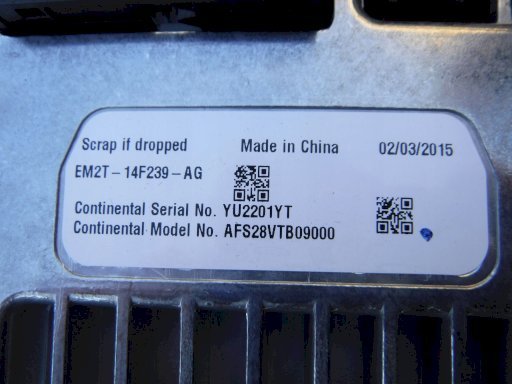 Scrap if dropped Made in China 02/03/2015
EM2T-14F239-AG
Continental Serial No. YU2201YT
Continental Model No. AFS28VTB09000